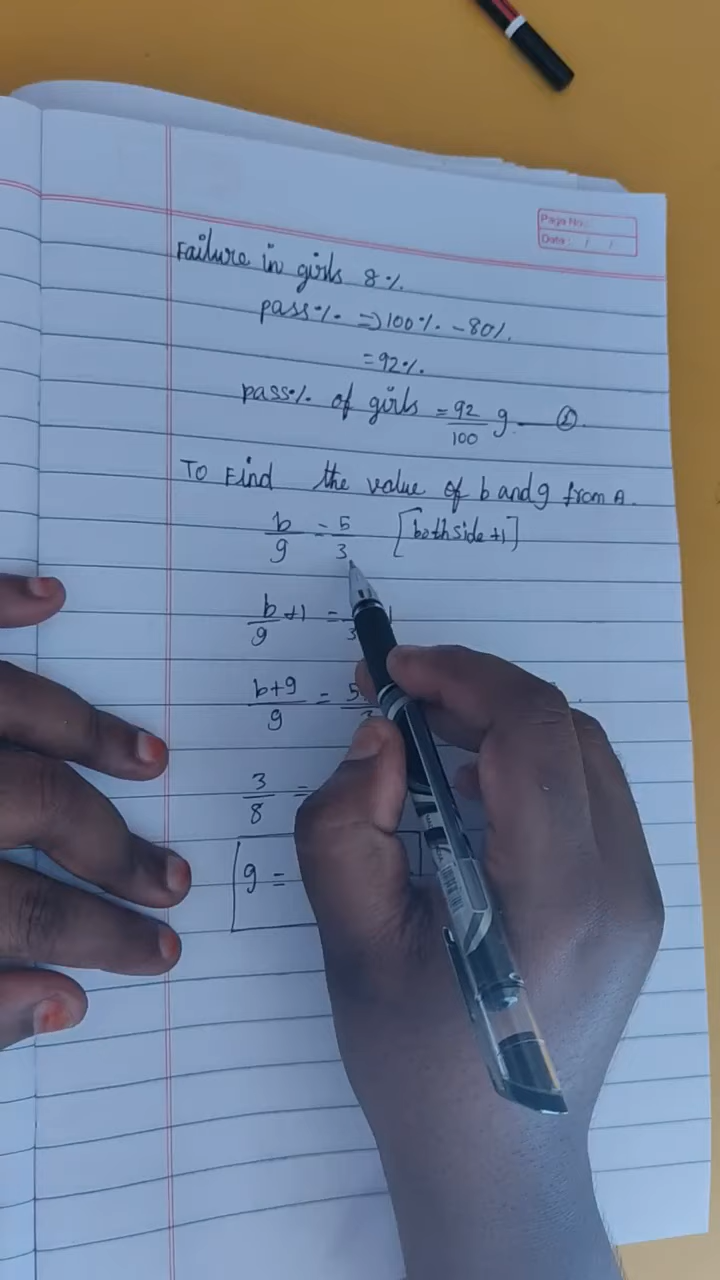 Page No:
Date: / /
Failure in girls 8%.
pass% => 100% - 80%.
= 92%.
pass% of girls = 92/100 g — ②.
To Find the value of b and g from A.
b/g = 5/3 [both side +1]
b/g +1 = 
b+g/g = 5
3/8 =
g =